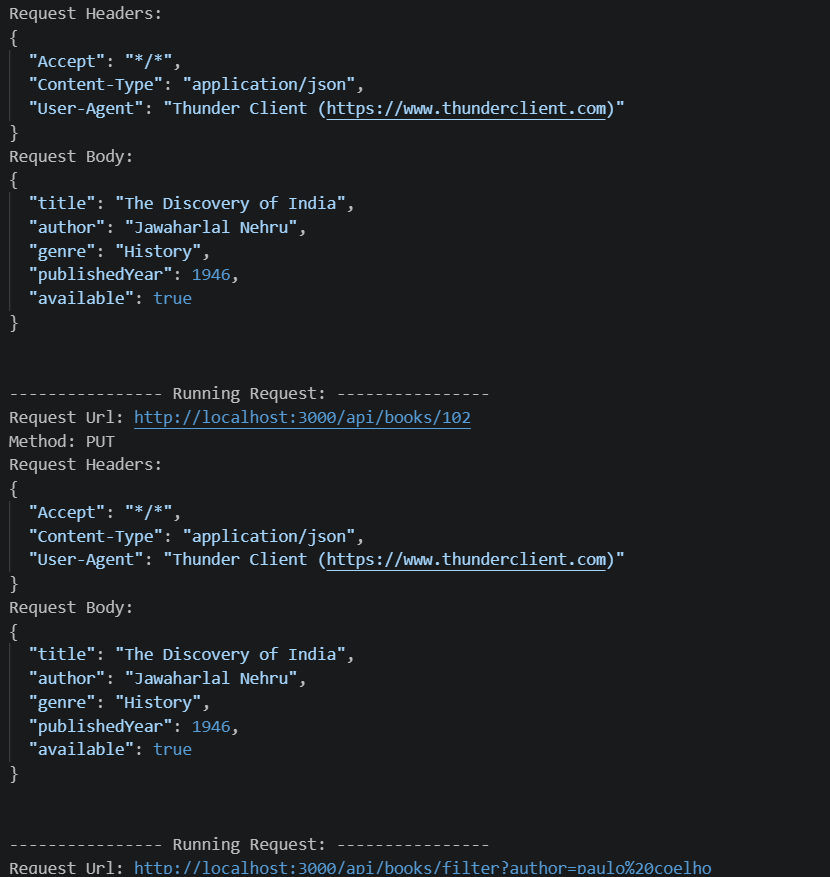 Request Headers:
{
"Accept": "*/*",
"Content-Type": "application/json",
"User-Agent": "Thunder Client (https://www.thunderclient.com)"
}
Request Body:
{
"title": "The Discovery of India",
"author": "Jawaharlal Nehru",
"genre": "History",
"publishedYear": 1946,
"available": true
}
---------------- Running Request: ----------------
Request Url: http://localhost:3000/api/books/102
Method: PUT
Request Headers:
{
"Accept": "*/*",
"Content-Type": "application/json",
"User-Agent": "Thunder Client (https://www.thunderclient.com)"
}
Request Body:
{
"title": "The Discovery of India",
"author": "Jawaharlal Nehru",
"genre": "History",
"publishedYear": 1946,
"available": true
}
---------------- Running Request: ----------------
Request Url: http://localhost:3000/api/books/filter?author=paulo%20coelho